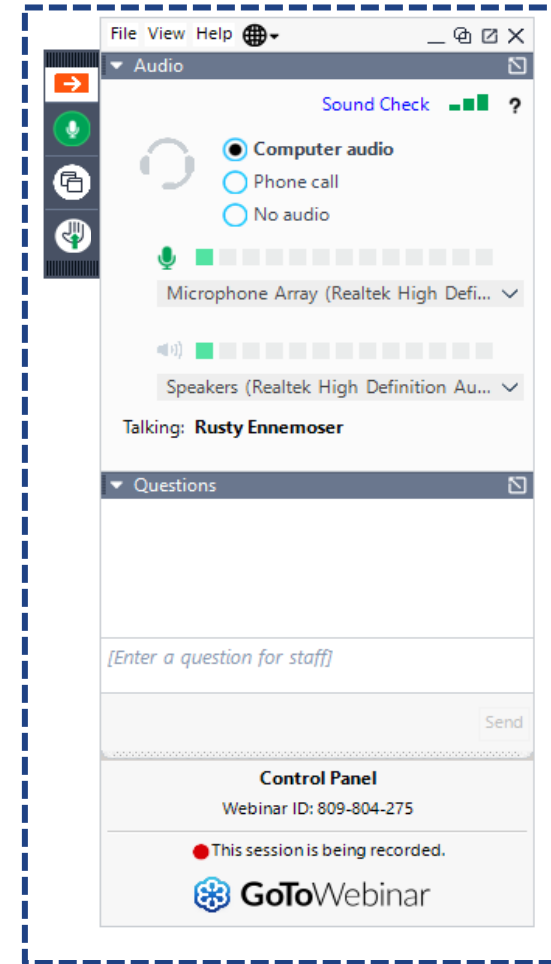 File View Help
Audio
Sound Check ?
Computer audio
Phone call
No audio
Microphone Array (Realtek High Defi...
Speakers (Realtek High Definition Au...
Talking: Rusty Ennemoser
Questions
[Enter a question for staff]
Send
Control Panel
Webinar ID: 809-804-275
This session is being recorded.
GoToWebinar